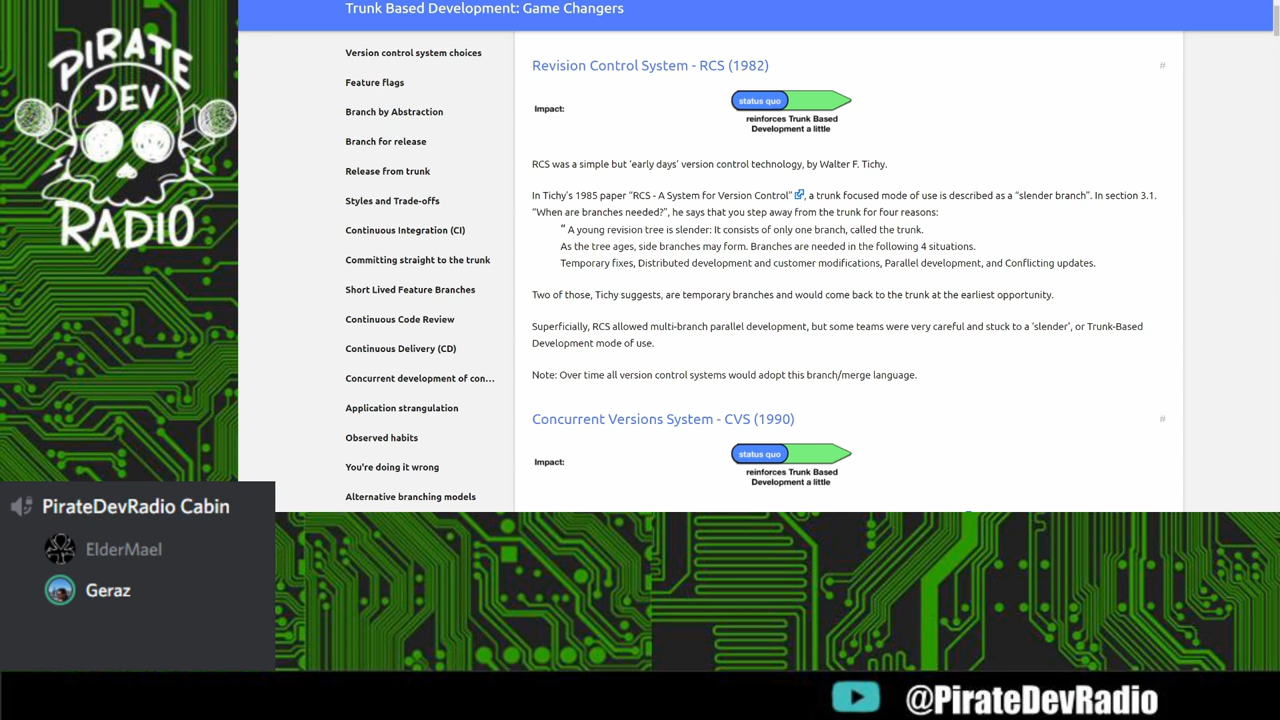 PIRATE
DEV
RADIO
Trunk Based Development: Game Changers
Version control system choices
Feature flags
Branch by Abstraction
Branch for release
Release from trunk
Styles and Trade-offs
Continuous Integration (CI)
Committing straight to the trunk
Short Lived Feature Branches
Continuous Code Review
Continuous Delivery (CD)
Concurrent development of con...
Application strangulation
Observed habits
You're doing it wrong
Alternative branching models
Revision Control System - RCS (1982)
#
Impact:
status quo
reinforces Trunk Based
Development a little
RCS was a simple but ‘early days’ version control technology, by Walter F. Tichy.
In Tichy’s 1985 paper “RCS - A System for Version Control” , a trunk focused mode of use is described as a “slender branch”. In section 3.1.
“When are branches needed?”, he says that you step away from the trunk for four reasons:
“ A young revision tree is slender: It consists of only one branch, called the trunk.
As the tree ages, side branches may form. Branches are needed in the following 4 situations.
Temporary fixes, Distributed development and customer modifications, Parallel development, and Conflicting updates.
Two of those, Tichy suggests, are temporary branches and would come back to the trunk at the earliest opportunity.
Superficially, RCS allowed multi-branch parallel development, but some teams were very careful and stuck to a ‘slender’, or Trunk-Based
Development mode of use.
Note: Over time all version control systems would adopt this branch/merge language.
Concurrent Versions System - CVS (1990)
#
Impact:
status quo
reinforces Trunk Based
Development a little
PirateDevRadio Cabin
ElderMael
Geraz
@PirateDevRadio